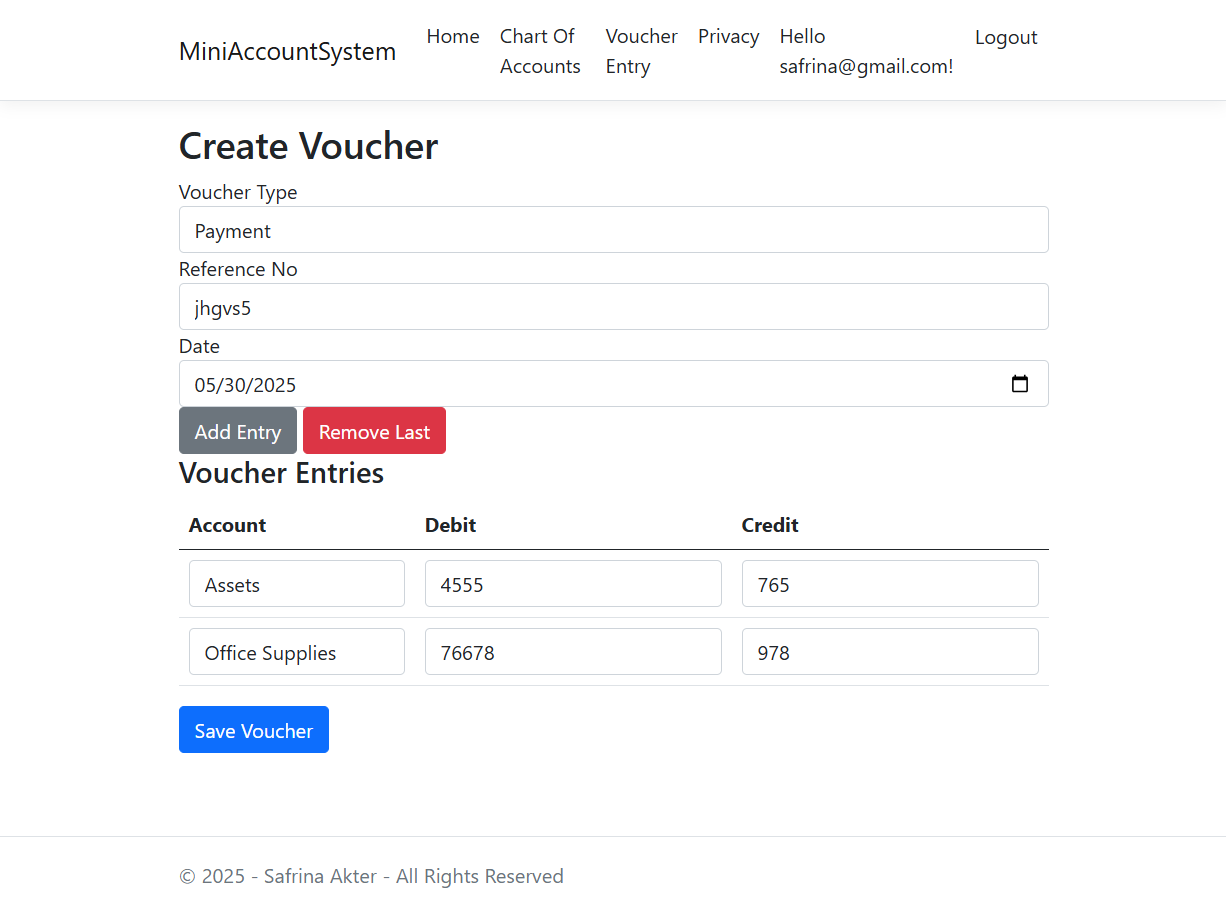 MiniAccountSystem
Home
Chart Of
Accounts
Voucher
Entry
Privacy
Hello
safrina@gmail.com!
Logout
Create Voucher
Voucher Type
Payment
Reference No
jhgvs5
Date
05/30/2025
Add Entry
Remove Last
Voucher Entries
Account Debit Credit
Assets 4555 765
Office Supplies 76678 978
Save Voucher
© 2025 - Safrina Akter - All Rights Reserved